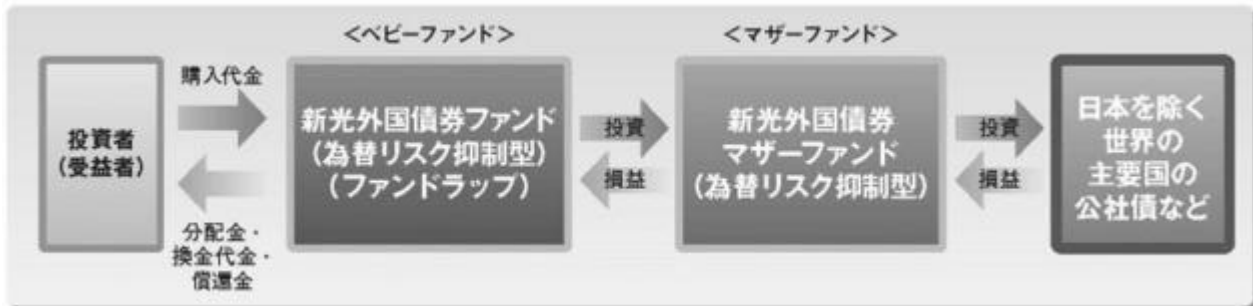 <ベビーファンド>
<マザーファンド>
投資者
(受益者)
購入代金
分配金・
換金代金・
償還金
新光外国債券ファンド
(為替リスク抑制型)
(ファンドラップ)
投資
損益
新光外国債券
マザーファンド
(為替リスク抑制型)
投資
損益
日本を除く
世界の
主要国の
公社債など